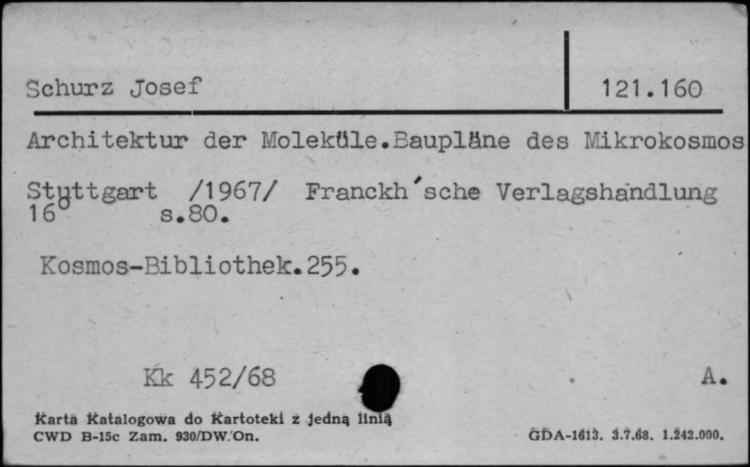 Schurz Josef 121.160
Architektur der Moleküle.Baupläne des Mikrokosmos
Stuttgart /1967/ Franckh'sche Verlagshandlung
16° s.80.
Kosmos-Bibliothek.255.
Kk 452/68 A.
Karta Katalogowa do Kartoteki z jedną linią
CWD B-15c Zam. 930/DW. On. GDA-1613. 3.7.68. 1.242.000.